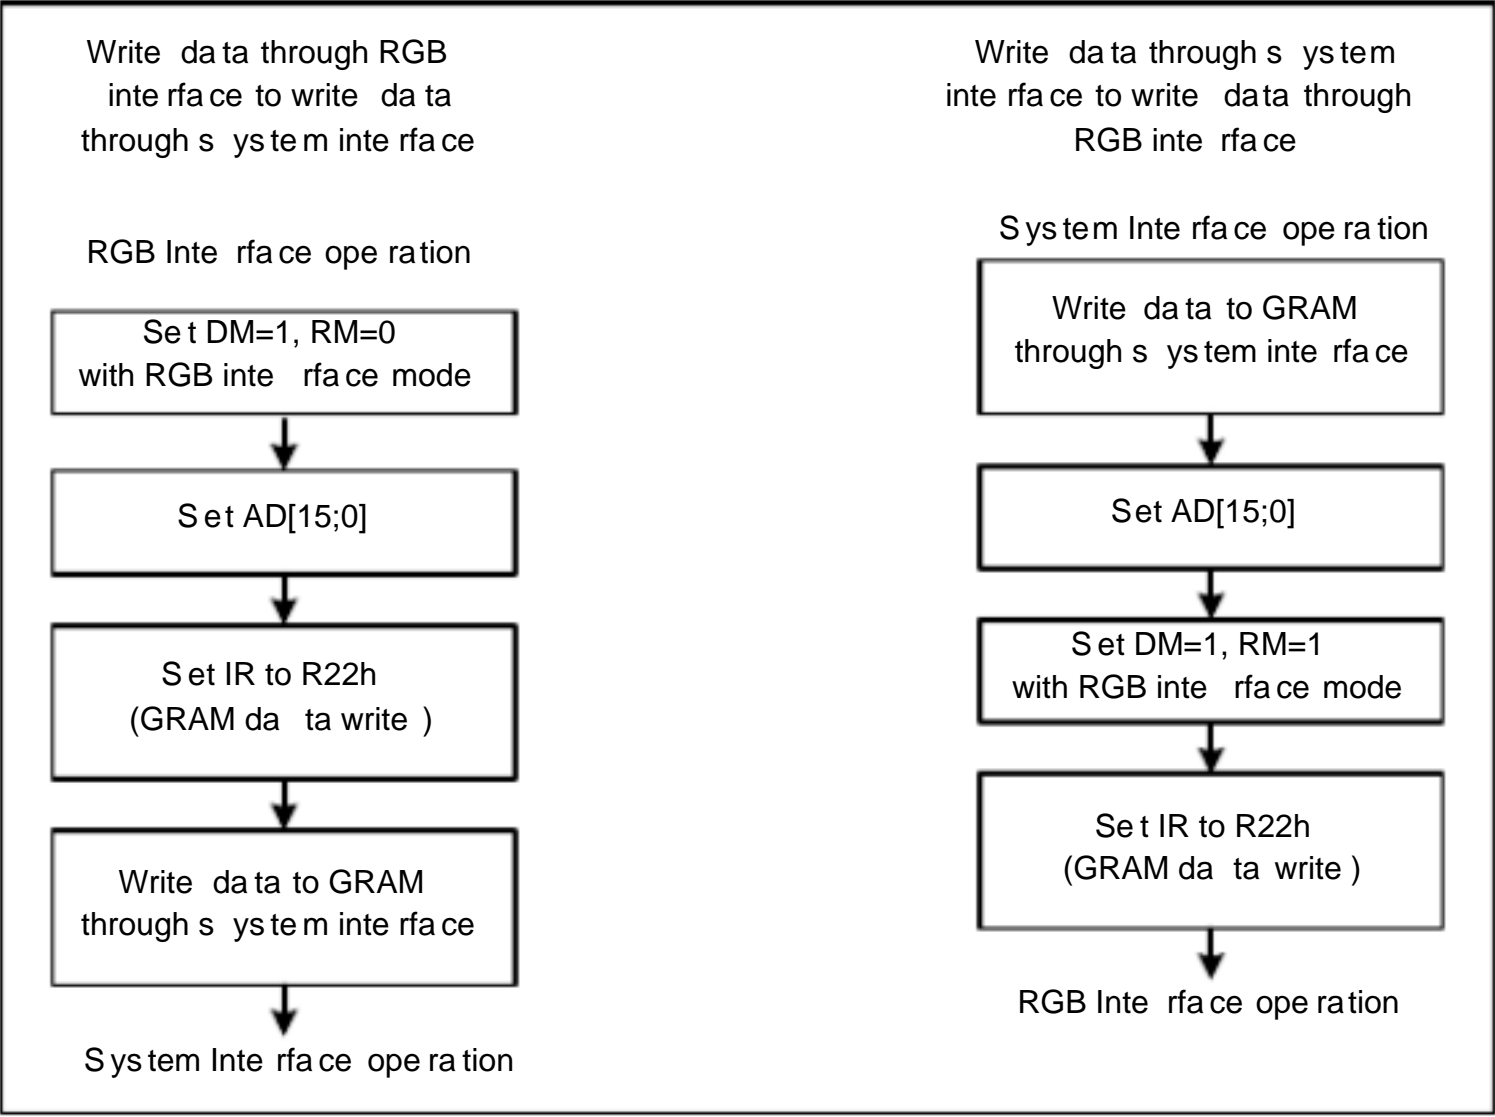 Write data through RGB
interface to write data
through system interface
RGB Interface operation
Set DM=1, RM=0
with RGB interface mode
Set AD[15;0]
Set IR to R22h
(GRAM data write )
Write data to GRAM
through system interface
System Interface operation
Write data through system
interface to write data through
RGB interface
System Interface operation
Write data to GRAM
through system interface
Set AD[15;0]
Set DM=1, RM=1
with RGB interface mode
Set IR to R22h
(GRAM data write )
RGB Interface operation